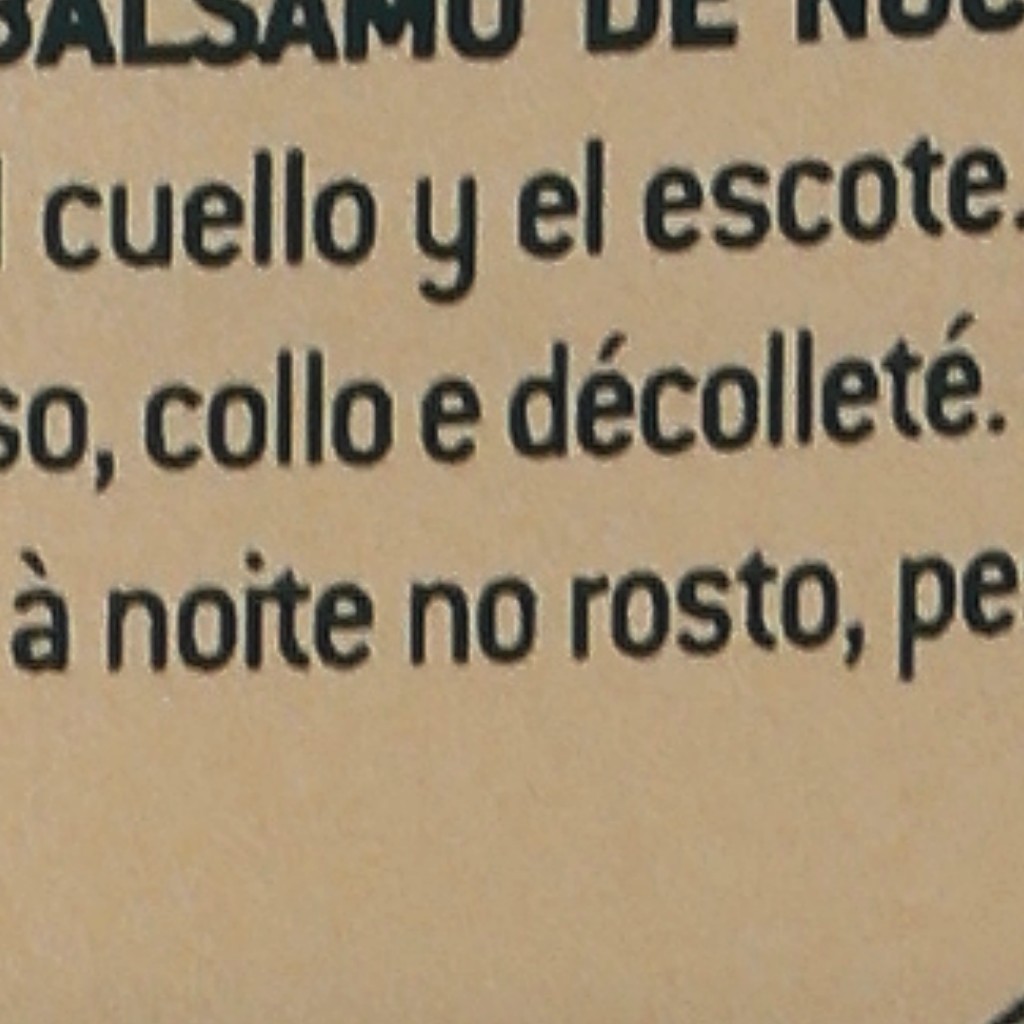 BALSAMO DE
cuello y el escote.
so, collo e décolleté.
à noite no rosto, pe